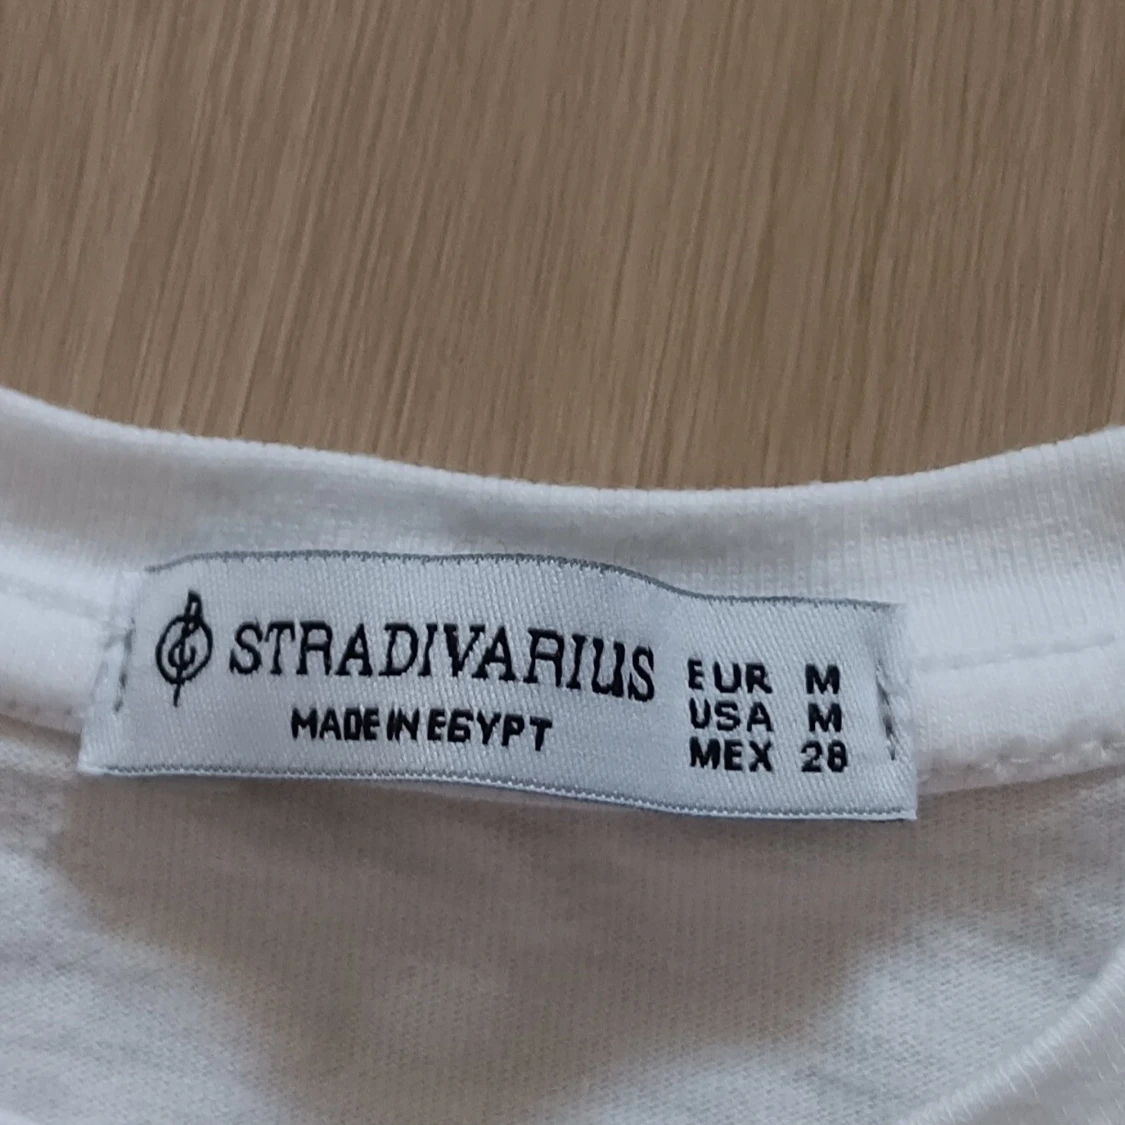 STRADIVARIUS
MADE IN EGYPT
EUR M
USA M
MEX 28